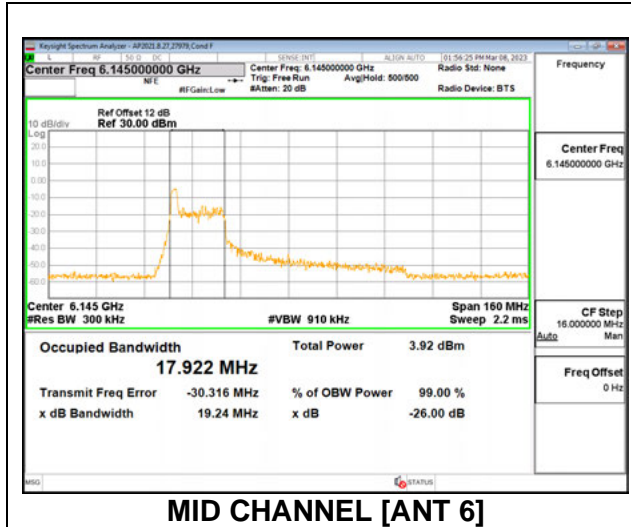 Keysight Spectrum Analyzer - AP2021.8.27,27979,Cond F
L RF 50 Ω DC SENSE:INT ALIGN AUTO 01:56:25 PM Mar 08, 2023
Center Freq 6.145000000 GHz
NFE
#IFGain:Low
Center Freq: 6.145000000 GHz
Trig: Free Run Avg|Hold: 500/500
#Atten: 20 dB
Radio Std: None
Radio Device: BTS
Frequency
Ref Offset 12 dB
10 dB/div Ref 30.00 dBm
Log
20.0
10.0
0.00
-10.0
-20.0
-30.0
-40.0
-50.0
-60.0
Center Freq
6.145000000 GHz
Center 6.145 GHz Span 160 MHz
#Res BW 300 kHz #VBW 910 kHz Sweep 2.2 ms
CF Step
16.000000 MHz
Auto Man
Occupied Bandwidth Total Power 3.92 dBm
17.922 MHz
Transmit Freq Error -30.316 MHz % of OBW Power 99.00 %
x dB Bandwidth 19.24 MHz x dB -26.00 dB
Freq Offset
0 Hz
MSG STATUS
MID CHANNEL [ANT 6]